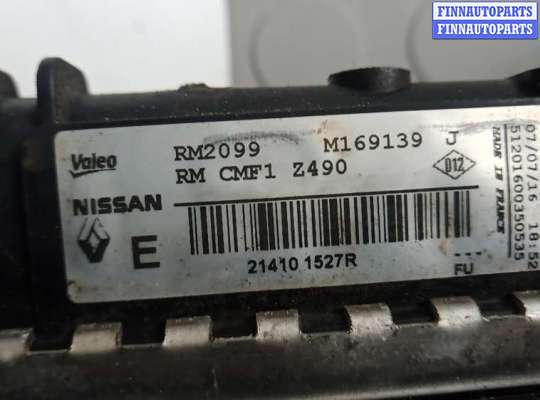 FINNAUTOPARTS
FINNAUTOPARTS
FINNAUTOPARTS
Valeo
RM2099 M169139 J
RM CMF1 Z490
D12
NISSAN
E
21410 1527R
FU
MADE IN FRANCE
07/07/16 18:52